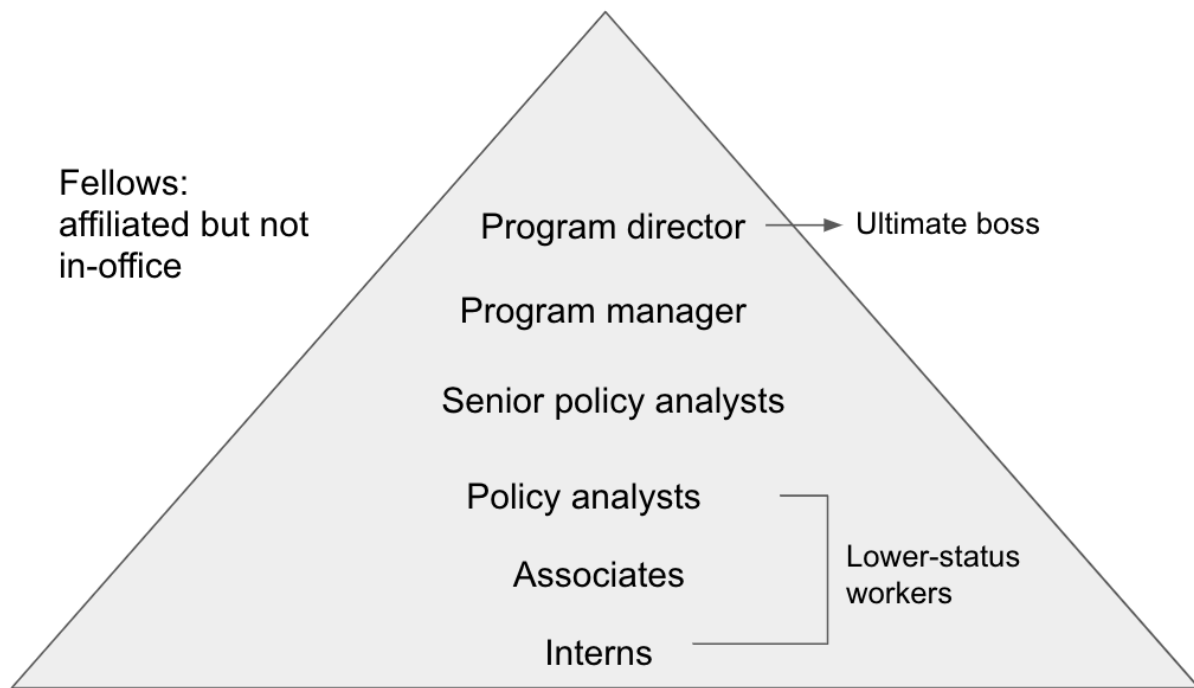 Fellows:
affiliated but not
in-office
Program director
Ultimate boss
Program manager
Senior policy analysts
Policy analysts
Associates
Interns
Lower-status
workers